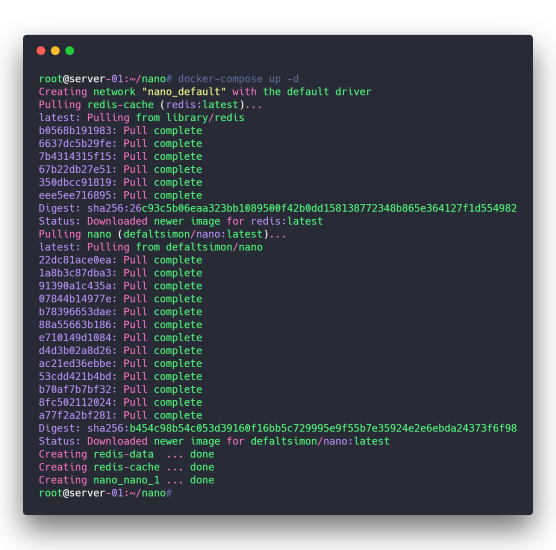 root@server-01:~/nano# docker-compose up -d
Creating network "nano_default" with the default driver
Pulling redis-cache (redis:latest)...
latest: Pulling from library/redis
b0568b191983: Pull complete
6637dc5b29fe: Pull complete
7b4314315f15: Pull complete
67b22db27e51: Pull complete
350dbcc91819: Pull complete
eee5ee716895: Pull complete
Digest: sha256:26c93c5b06eaa323bb1089500f42b0dd158138772348b865e364127f1d554982
Status: Downloaded newer image for redis:latest
Pulling nano (defaltsimon/nano:latest)...
latest: Pulling from defaltsimon/nano
22dc81ace0ea: Pull complete
1a8b3c87dba3: Pull complete
91390a1c435a: Pull complete
07844b14977e: Pull complete
b78396653dae: Pull complete
88a55663b186: Pull complete
e710149d1084: Pull complete
d4d3b02a8d26: Pull complete
ac21ed36ebbe: Pull complete
53cdd421b4bd: Pull complete
b70af7b7bf32: Pull complete
8fc502112024: Pull complete
a77f2a2bf281: Pull complete
Digest: sha256:b454c98b54c053d39160f16bb5c729995e9f55b7e35924e2e6ebda24373f6f98
Status: Downloaded newer image for defaltsimon/nano:latest
Creating redis-data  ... done
Creating redis-cache ... done
Creating nano_nano_1 ... done
root@server-01:~/nano#